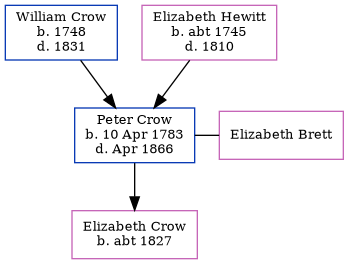 William Crow
b. 1748
d. 1831
Elizabeth Hewitt
b. abt 1745
d. 1810
Peter Crow
b. 10 Apr 1783
d. Apr 1866
Elizabeth Brett
Elizabeth Crow
b. abt 1827